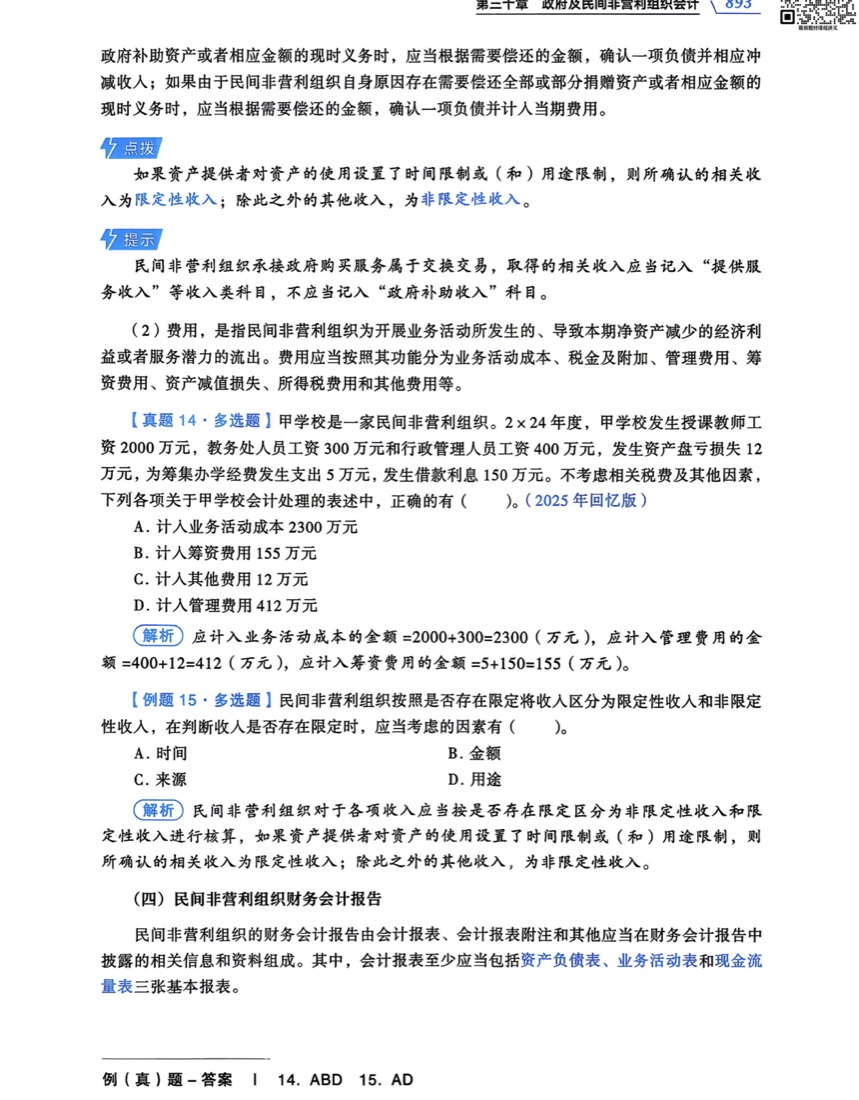 第三十章 政府及民间非营利组织会计 893
政府补助资产或者相应金额的现时义务时，应当根据需要偿还的金额，确认一项负债并相应冲
减收入；如果由于民间非营利组织自身原因存在需要偿还全部或部分捐赠资产或者相应金额的
现时义务时，应当根据需要偿还的金额，确认一项负债并计入当期费用。
点拨
如果资产提供者对资产的使用设置了时间限制或（和）用途限制，则所确认的相关收
入为限定性收入；除此之外的其他收入，为非限定性收入。
提示
民间非营利组织承接政府购买服务属于交换交易，取得的相关收入应当记入“提供服
务收入”等收入类科目，不应当记入“政府补助收入”科目。
（2）费用，是指民间非营利组织为开展业务活动所发生的、导致本期净资产减少的经济利
益或者服务潜力的流出。费用应当按照其功能分为业务活动成本、税金及附加、管理费用、筹
资费用、资产减值损失、所得税费用和其他费用等。
【真题 14·多选题】甲学校是一家民间非营利组织。2×24 年度，甲学校发生授课教师工
资 2000 万元，教务处人员工资 300 万元和行政管理人员工资 400 万元，发生资产盘亏损失 12
万元，为筹集办学经费发生支出 5 万元，发生借款利息 150 万元。不考虑相关税费及其他因素，
下列各项关于甲学校会计处理的表述中，正确的有（  ）。（2025 年回忆版）
A. 计入业务活动成本 2300 万元
B. 计入筹资费用 155 万元
C. 计入其他费用 12 万元
D. 计入管理费用 412 万元
解析 应计入业务活动成本的金额 =2000+300=2300（万元），应计入管理费用的金
额 =400+12=412（万元），应计入筹资费用的金额 =5+150=155（万元）。
【例题 15·多选题】民间非营利组织按照是否存在限定将收入区分为限定性收入和非限定
性收入，在判断收入是否存在限定时，应当考虑的因素有（  ）。
A. 时间 B. 金额
C. 来源 D. 用途
解析 民间非营利组织对于各项收入应当按是否存在限定区分为非限定性收入和限
定性收入进行核算，如果资产提供者对资产的使用设置了时间限制或（和）用途限制，则
所确认的相关收入为限定性收入；除此之外的其他收入，为非限定性收入。
（四）民间非营利组织财务会计报告
民间非营利组织的财务会计报告由会计报表、会计报表附注和其他应当在财务会计报告中
披露的相关信息和资料组成。其中，会计报表至少应当包括资产负债表、业务活动表和现金流
量表三张基本报表。
例（真）题－答案 | 14. ABD 15. AD